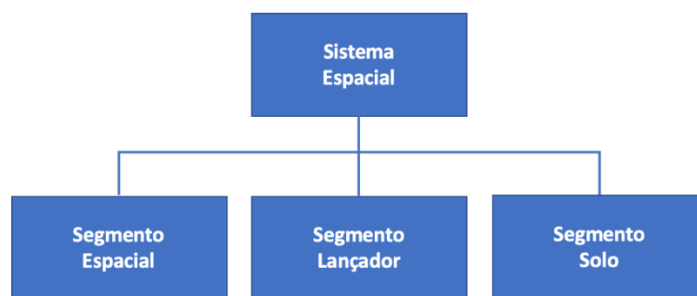 Sistema
Espacial
Segmento
Espacial
Segmento
Lançador
Segmento
Solo